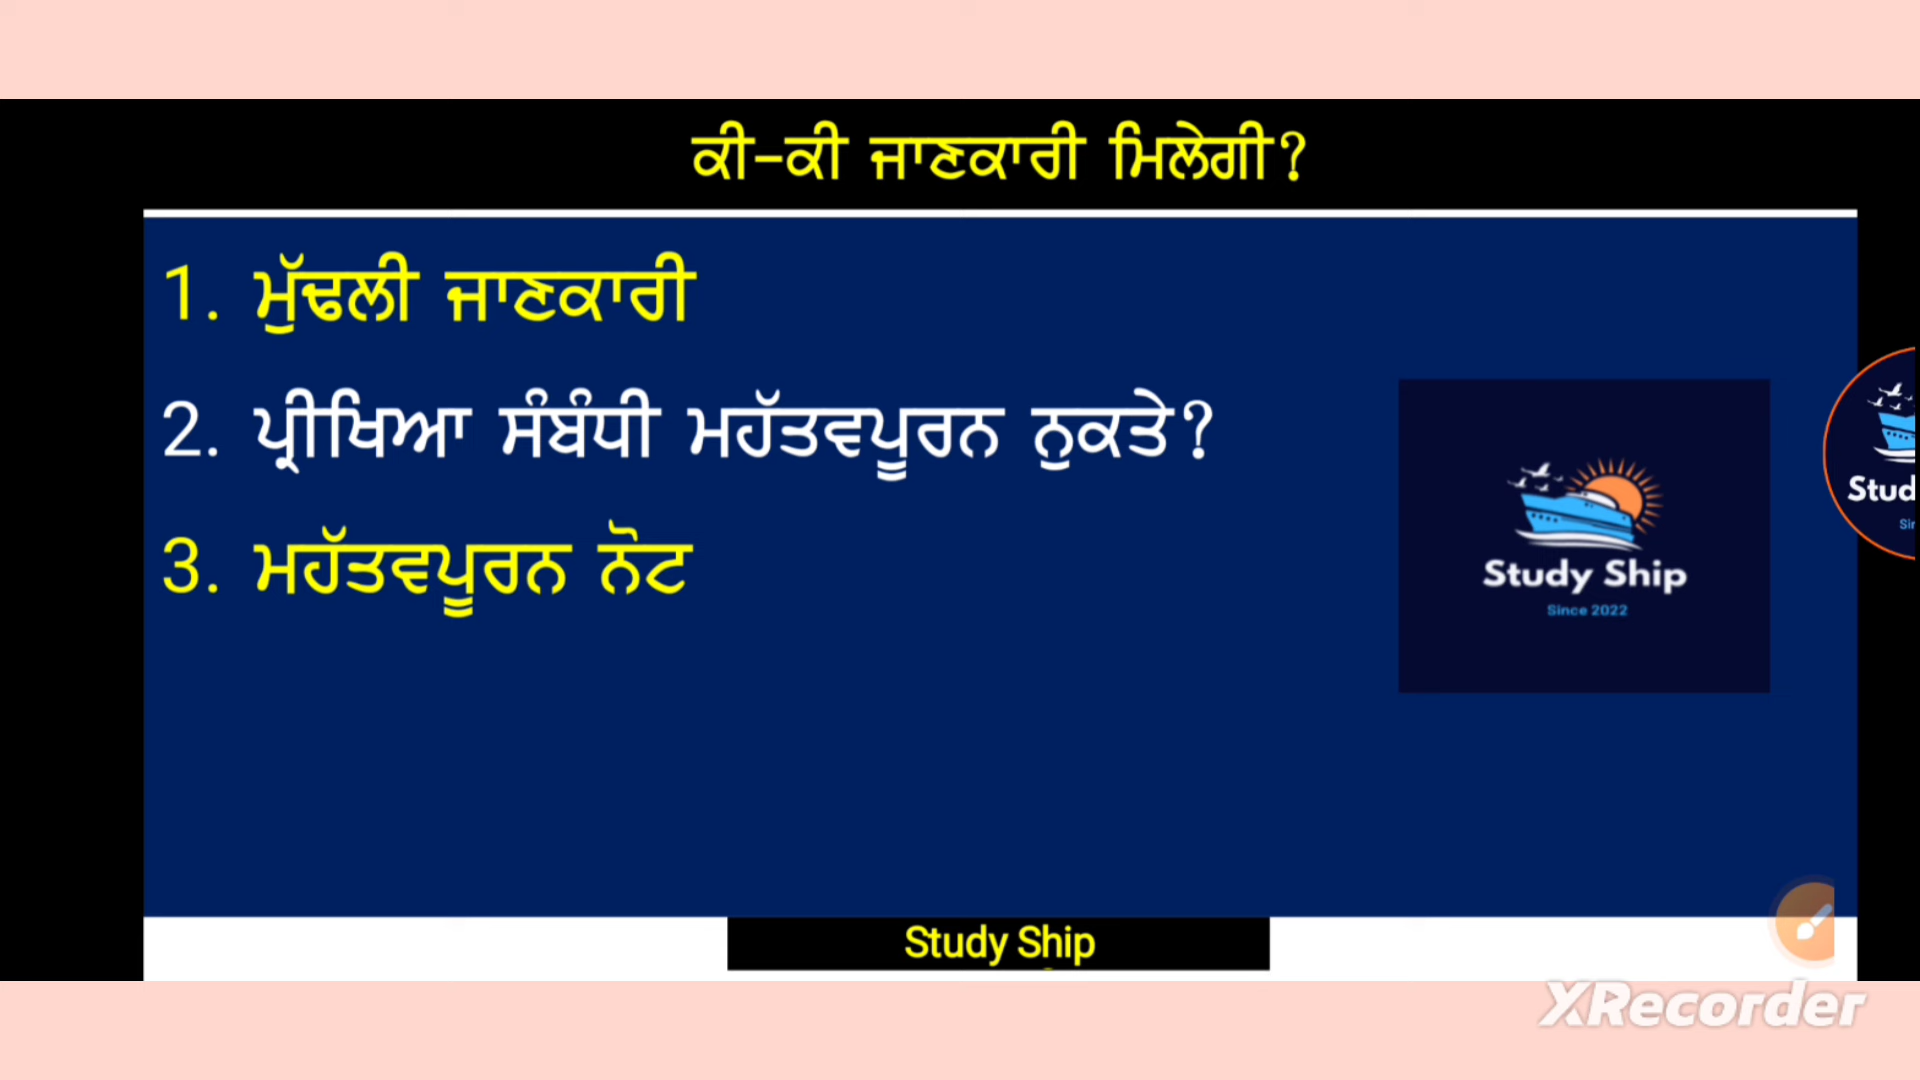 ਕੀ-ਕੀ ਜਾਣਕਾਰੀ ਮਿਲੇਗੀ?
1. ਮੁੱਢਲੀ ਜਾਣਕਾਰੀ
2. ਪ੍ਰੀਖਿਆ ਸੰਬੰਧੀ ਮਹੱਤਵਪੂਰਨ ਨੁਕਤੇ?
3. ਮਹੱਤਵਪੂਰਨ ਨੋਟ
Study Ship
Since 2022
Stud
Sin
Study Ship
XRecorder